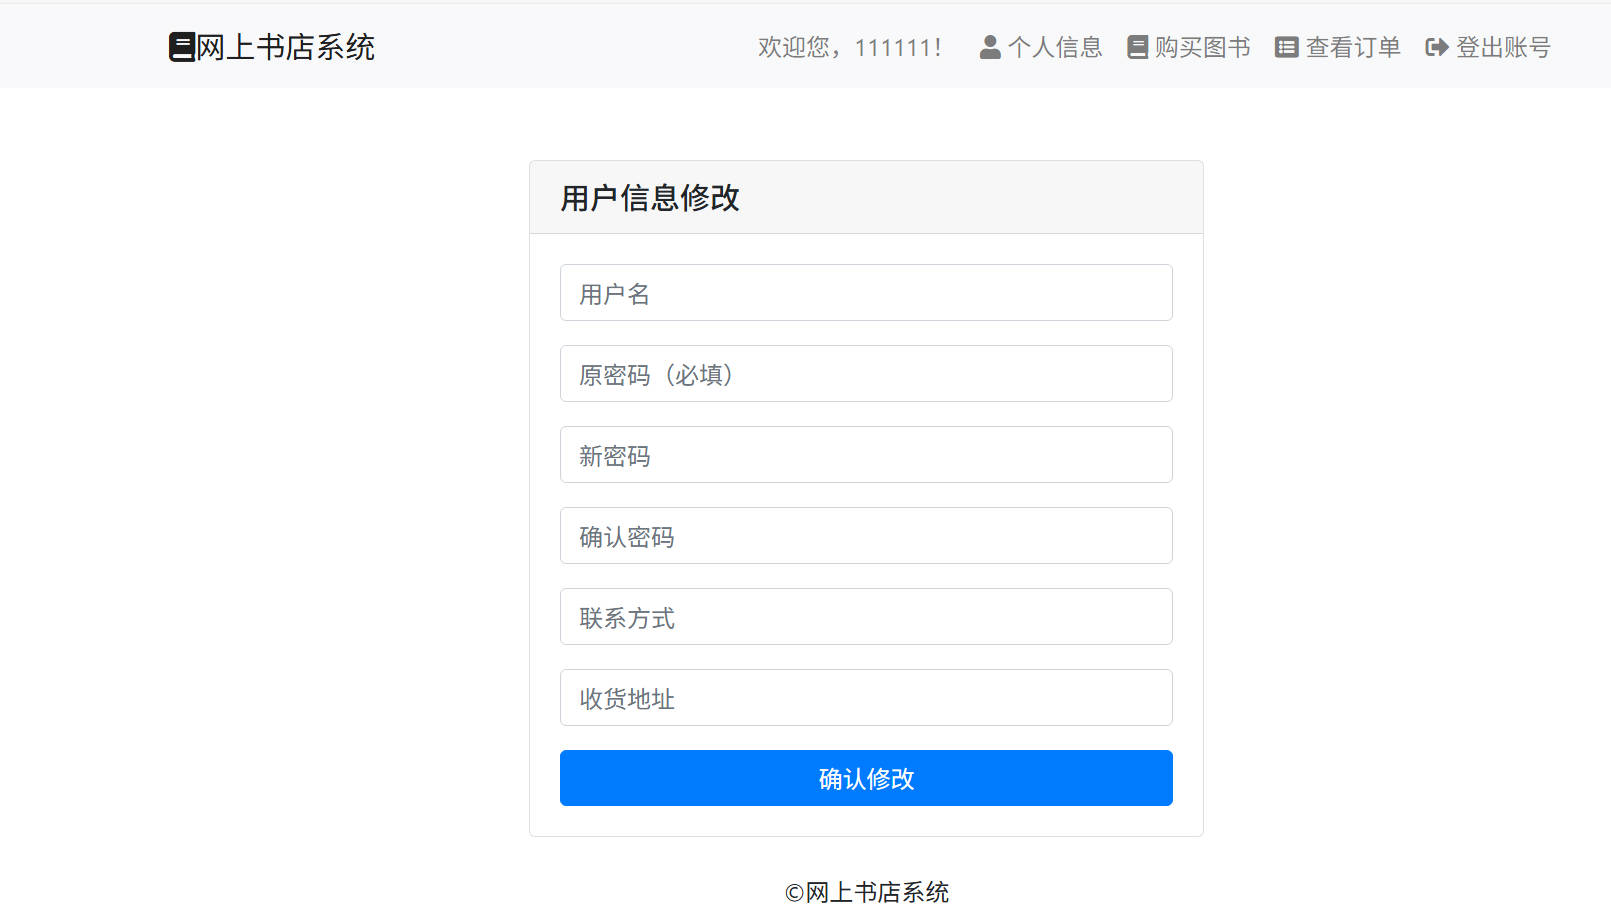 网上书店系统 欢迎您，111111！ 个人信息 购买图书 查看订单 登出账号
用户信息修改
用户名
原密码（必填）
新密码
确认密码
联系方式
收货地址
确认修改
©网上书店系统